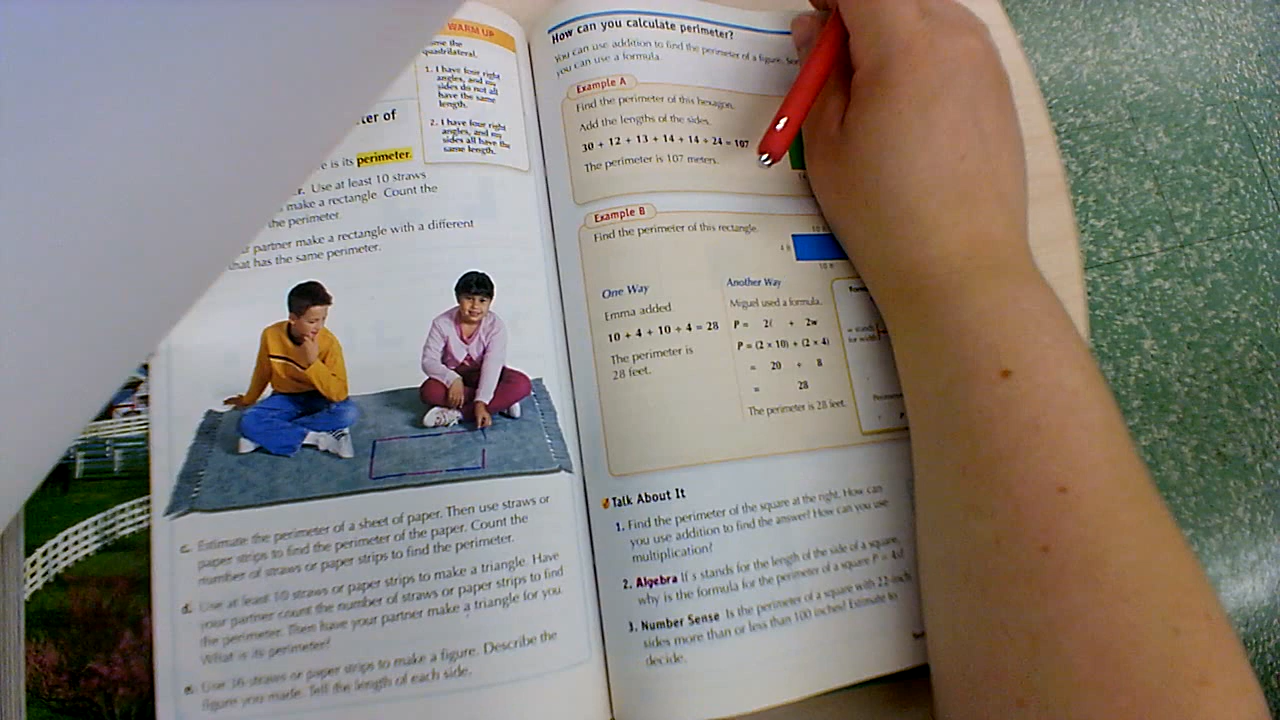 WARM UP
the
quadrilateral.
1. I have four right
angles, and my
sides do not all
have the same
length.
2. I have four right
angles, and my
sides all have the
same length.
ter of
e is its perimeter.
r. Use at least 10 straws
make a rectangle. Count the
the perimeter.
partner make a rectangle with a different
that has the same perimeter.
c. Estimate the perimeter of a sheet of paper. Then use straws or
paper strips to find the perimeter of the paper. Count the
number of straws or paper strips to find the perimeter.
d. Use at least 10 straws or paper strips to make a triangle. Have
your partner count the number of straws or paper strips to find
the perimeter. Then have your partner make a triangle for you.
What is its perimeter?
e. Use 36 straws or paper strips to make a figure. Describe the
figure you made. Tell the length of each side.
How can you calculate perimeter?
You can use addition to find the perimeter of a figure.
you can use a formula.
Example A
Find the perimeter of this hexagon.
Add the lengths of the sides.
30 + 12 + 13 + 14 + 14 + 24 = 107
The perimeter is 107 meters.
Example B
Find the perimeter of this rectangle.
10 ft
4 ft
10 ft
One Way
Emma added.
10 + 4 + 10 + 4 = 28
The perimeter is
28 feet.
Another Way
Miguel used a formula.
P = 2ℓ + 2w
P = (2 × 10) + (2 × 4)
= 20 + 8
= 28
The perimeter is 28 feet.
stands
for width
Talk About It
1. Find the perimeter of the square at the right. How can
you use addition to find the answer? How can you use
multiplication?
2. Algebra If s stands for the length of the side of a square,
why is the formula for the perimeter of a square P =
3. Number Sense Is the perimeter of a square with 22-inch
sides more than or less than 100 inches? Estimate to
decide.